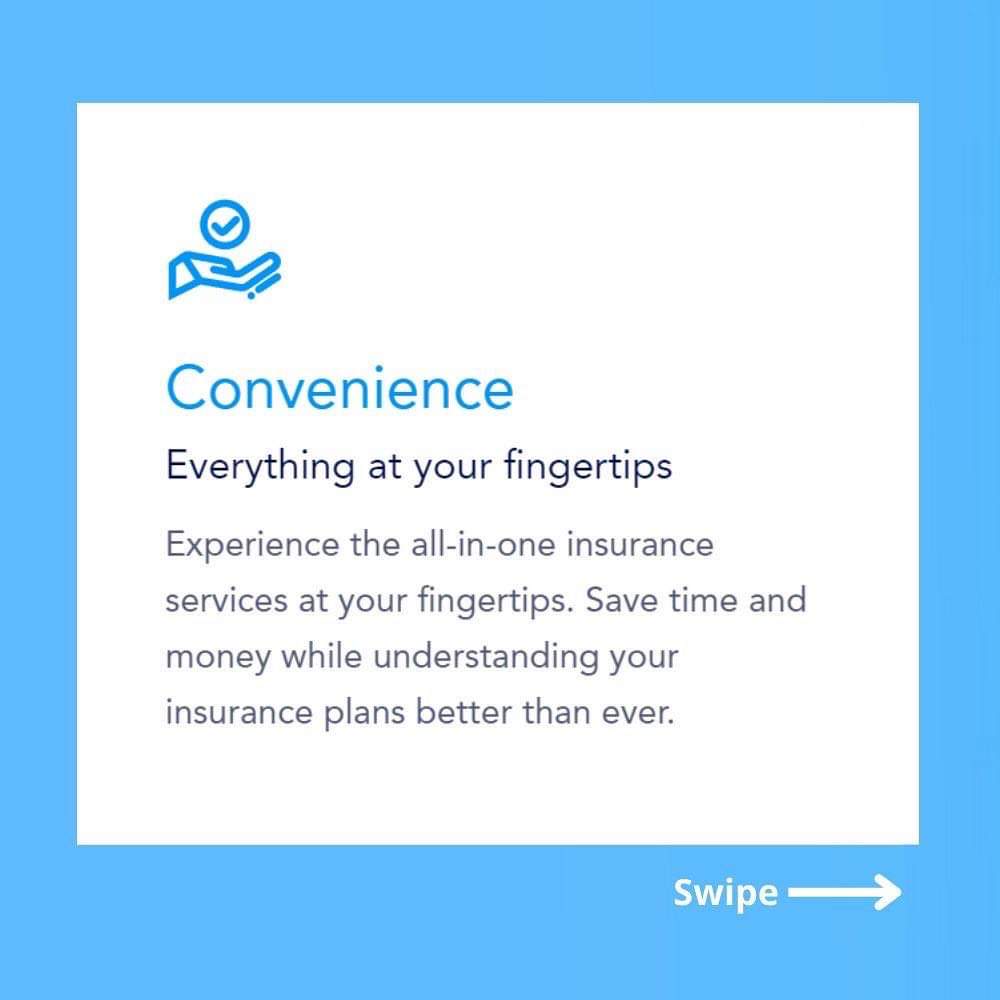 Convenience
Everything at your fingertips
Experience the all-in-one insurance
services at your fingertips. Save time and
money while understanding your
insurance plans better than ever.
Swipe